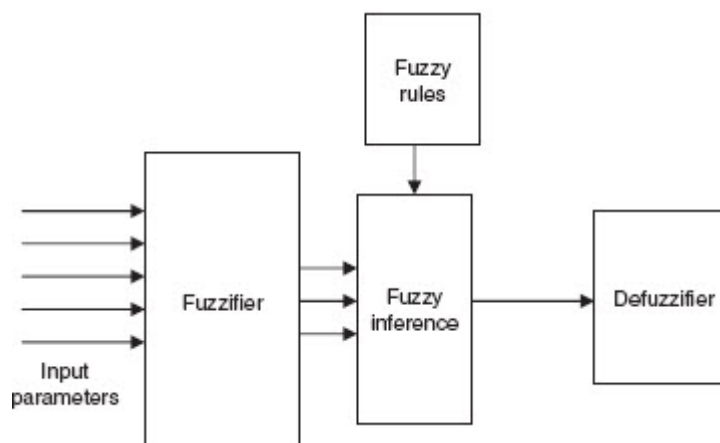 Fuzzy
rules
Fuzzifier
Fuzzy
inference
Defuzzifier
Input
parameters